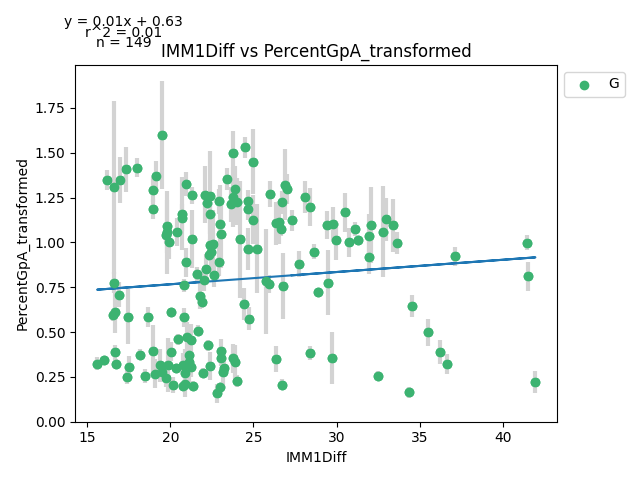 y = 0.01x + 0.63
r^2 = 0.01
n = 149
IMM1Diff vs PercentGpA_transformed
G
PercentGpA_transformed
1.75
1.50
1.25
1.00
0.75
0.50
0.25
0.00
15 20 25 30 35 40
IMM1Diff